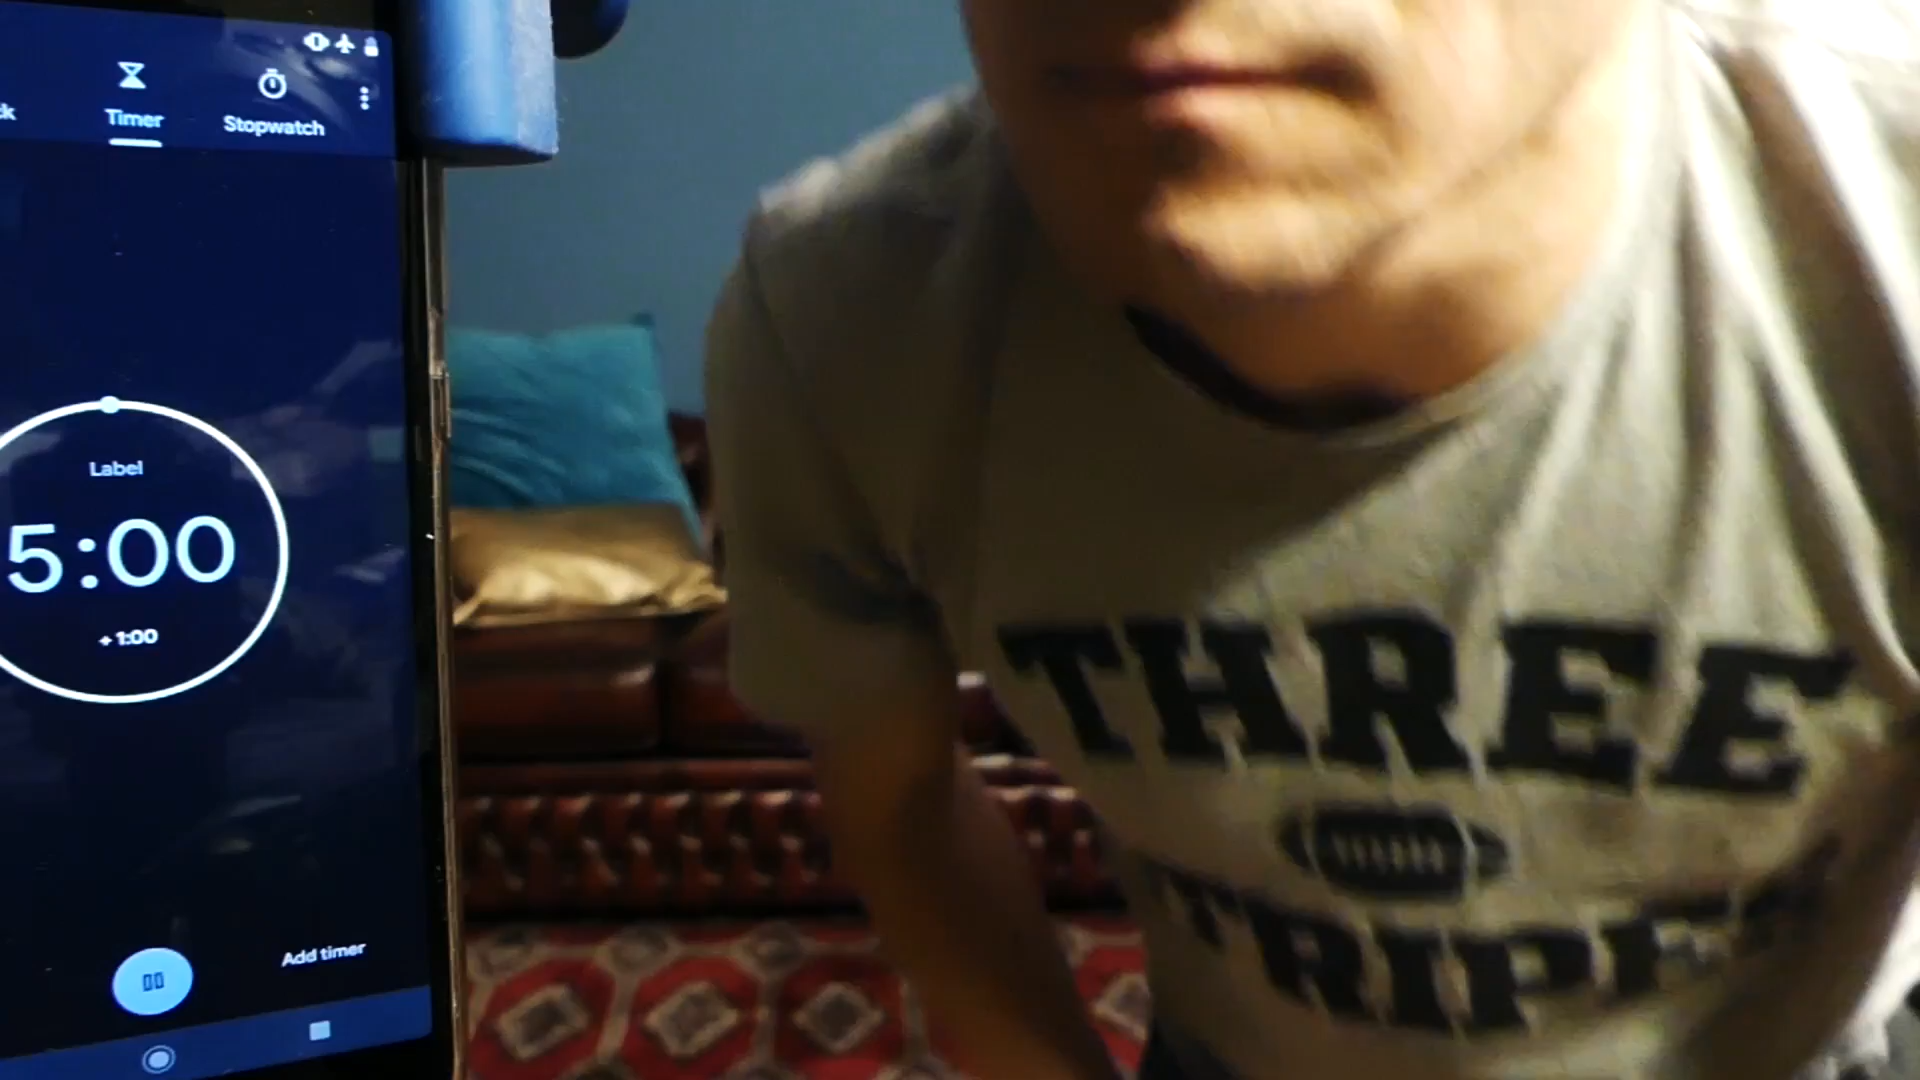 Timer
Stopwatch
Label
5:00
+ 1:00
Add timer
THREE